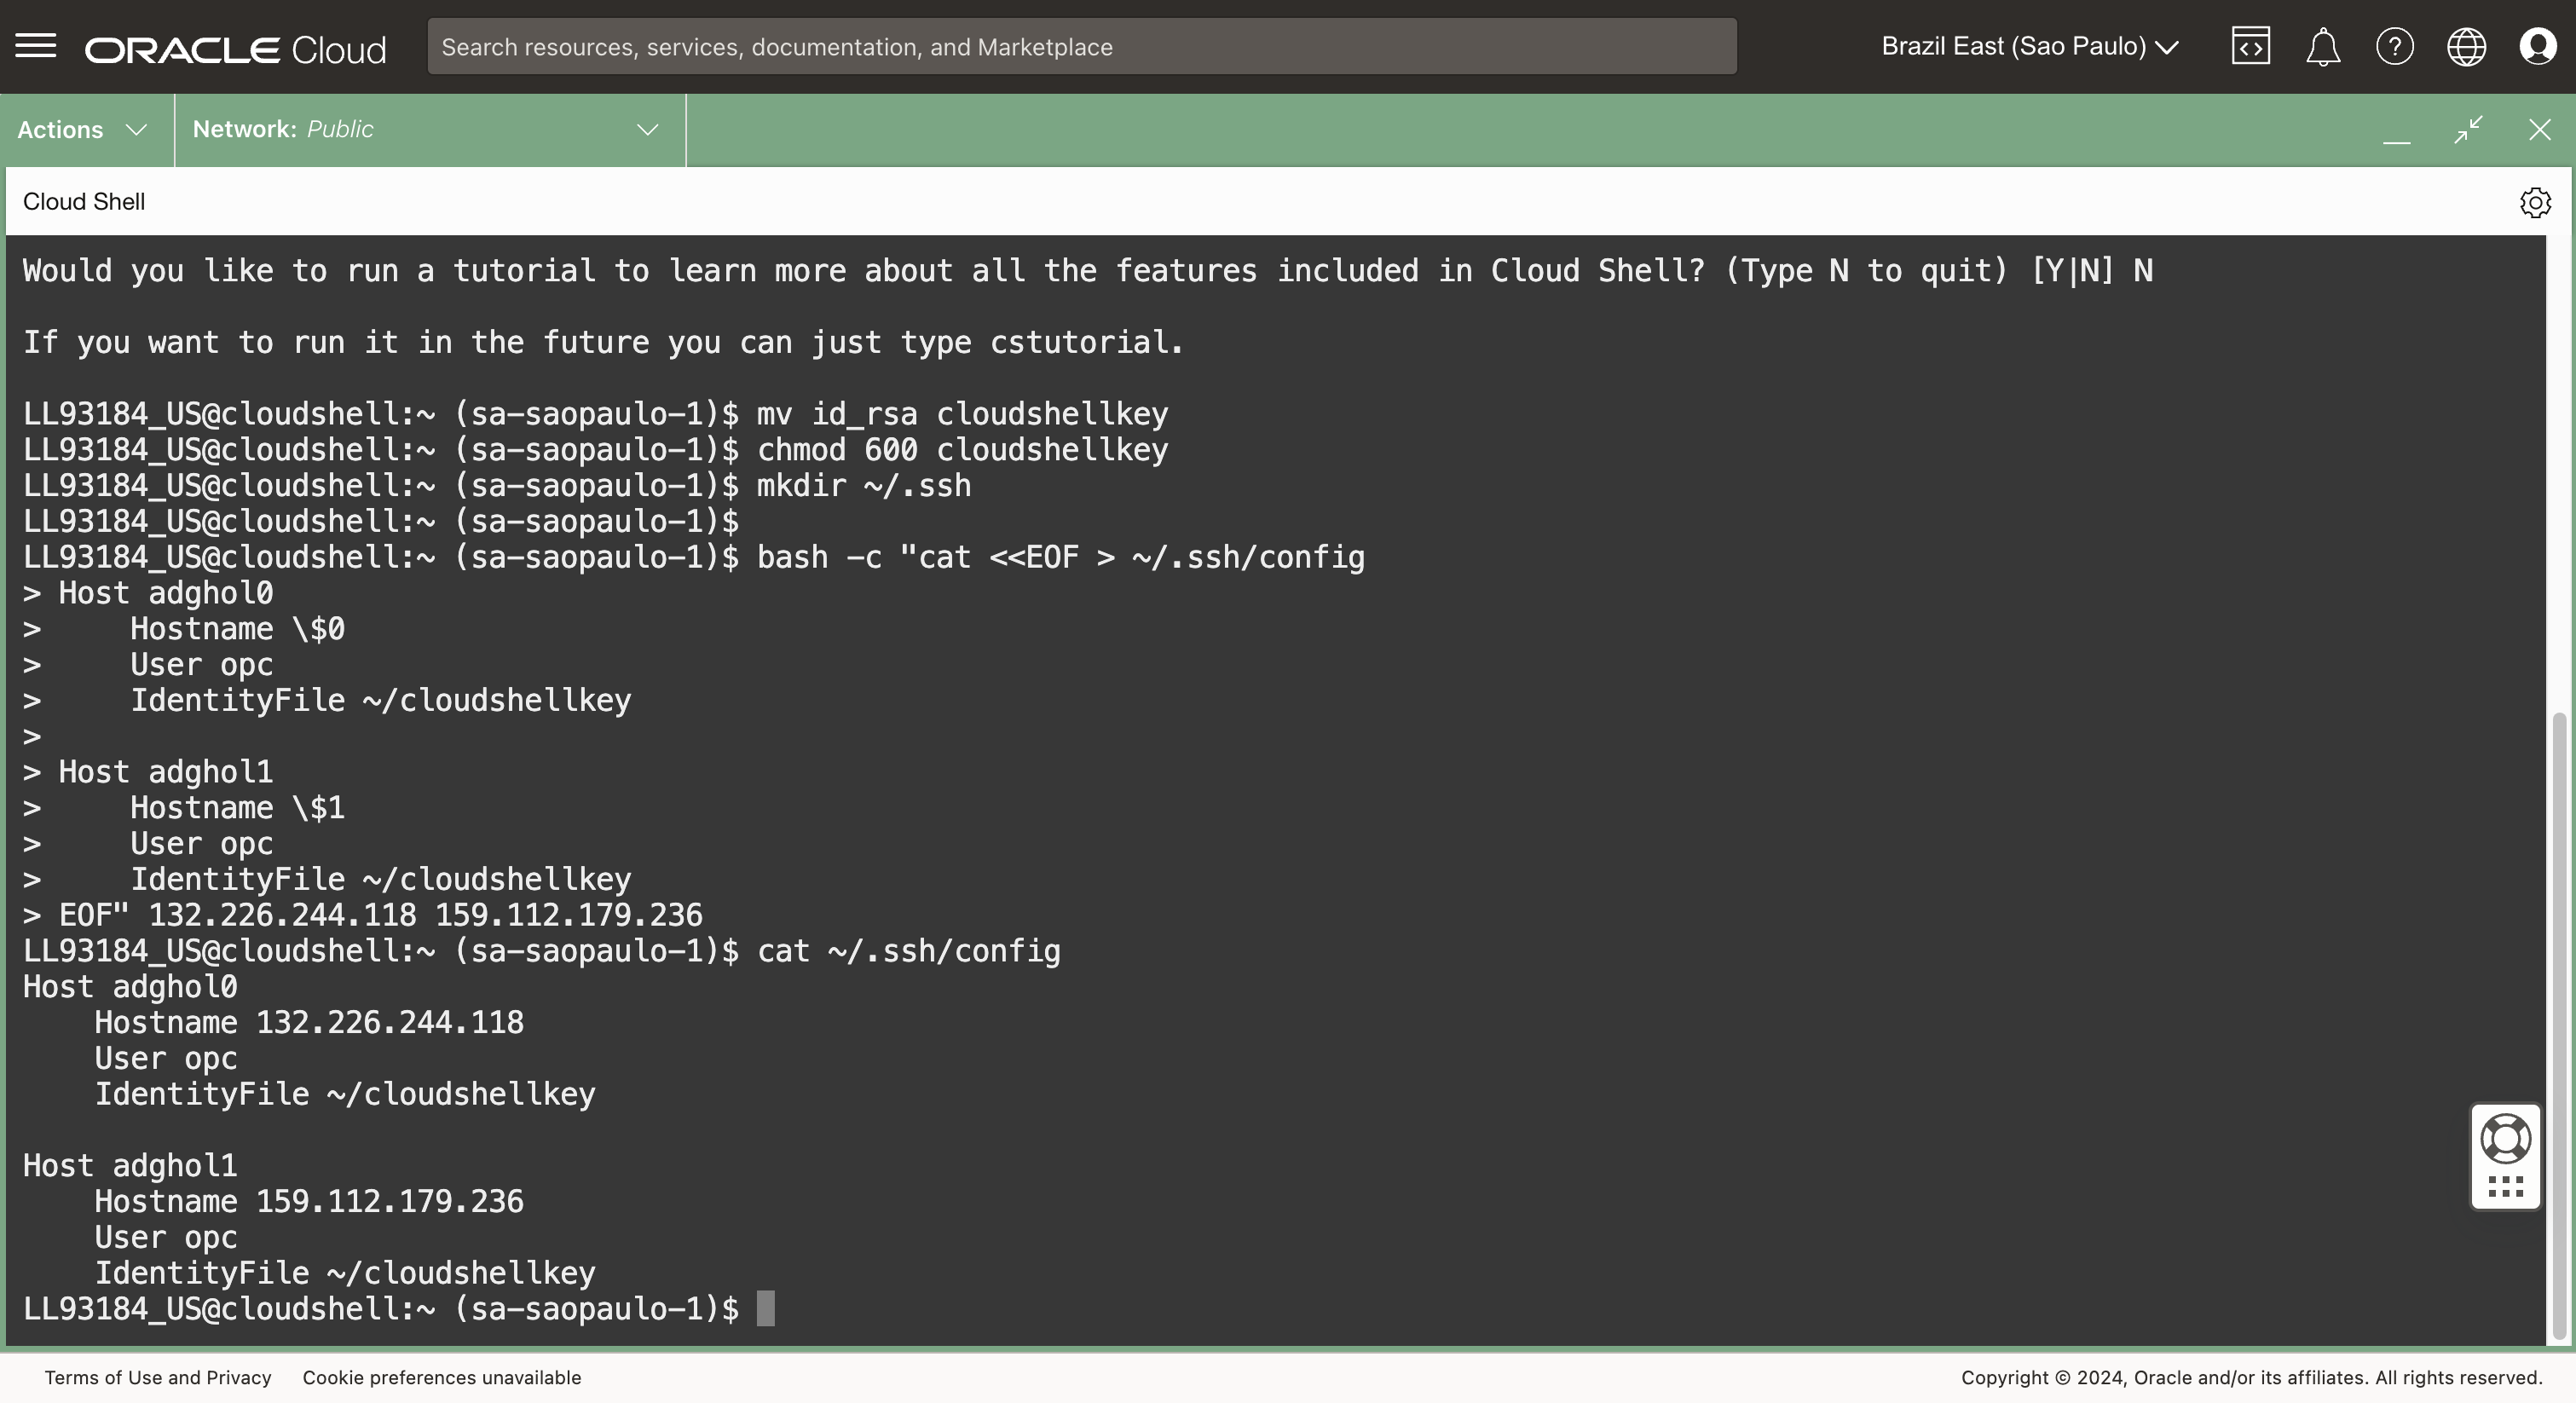 ORACLE Cloud
Search resources, services, documentation, and Marketplace
Brazil East (Sao Paulo)
Actions
Network: Public
Cloud Shell
Would you like to run a tutorial to learn more about all the features included in Cloud Shell? (Type N to quit) [Y|N] N
If you want to run it in the future you can just type cstutorial.
LL93184_US@cloudshell:~ (sa-saopaulo-1)$ mv id_rsa cloudshellkey
LL93184_US@cloudshell:~ (sa-saopaulo-1)$ chmod 600 cloudshellkey
LL93184_US@cloudshell:~ (sa-saopaulo-1)$ mkdir ~/.ssh
LL93184_US@cloudshell:~ (sa-saopaulo-1)$
LL93184_US@cloudshell:~ (sa-saopaulo-1)$ bash -c "cat <<EOF > ~/.ssh/config
> Host adghol0
>     Hostname \$0
>     User opc
>     IdentityFile ~/cloudshellkey
>
> Host adghol1
>     Hostname \$1
>     User opc
>     IdentityFile ~/cloudshellkey
> EOF" 132.226.244.118 159.112.179.236
LL93184_US@cloudshell:~ (sa-saopaulo-1)$ cat ~/.ssh/config
Host adghol0
    Hostname 132.226.244.118
    User opc
    IdentityFile ~/cloudshellkey
Host adghol1
    Hostname 159.112.179.236
    User opc
    IdentityFile ~/cloudshellkey
LL93184_US@cloudshell:~ (sa-saopaulo-1)$
Terms of Use and Privacy
Cookie preferences unavailable
Copyright © 2024, Oracle and/or its affiliates. All rights reserved.